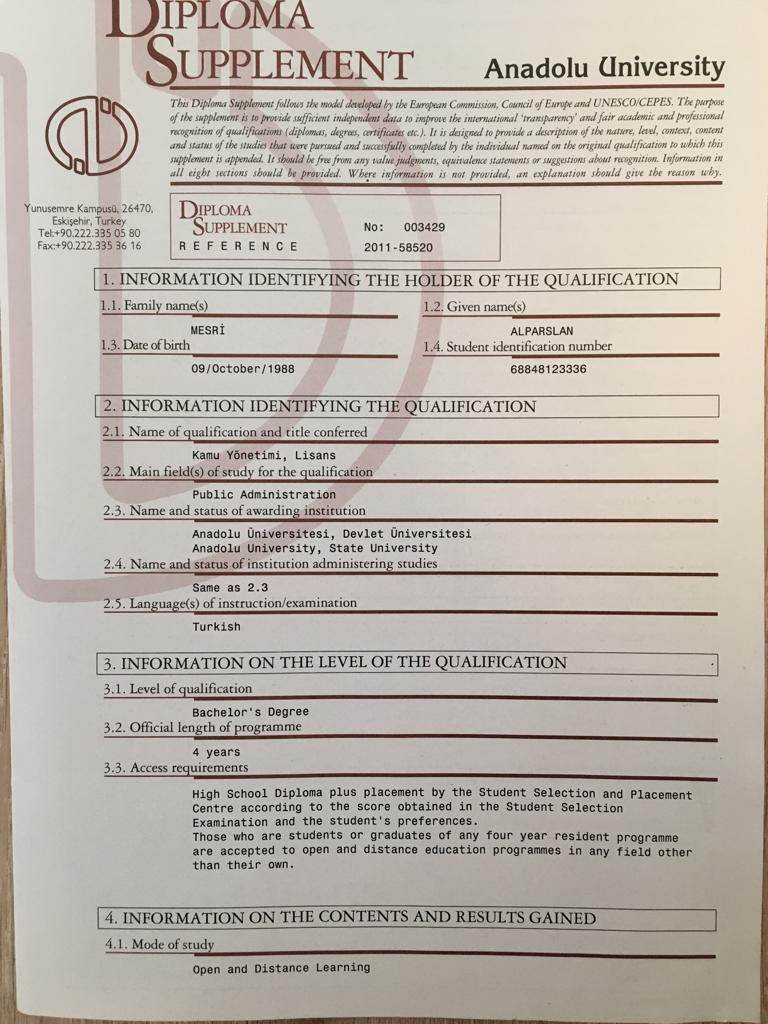 DIPLOMA
SUPPLEMENT
Anadolu Üniversity
This Diploma Supplement follows the model developed by the European Commission, Council of Europe and UNESCO/CEPES. The purpose
of the supplement is to provide sufficient independent data to improve the international 'transparency' and fair academic and professional
recognition of qualifications (diplomas, degrees, certificates etc.). It is designed to provide a description of the nature, level, context, content
and status of the studies that were pursued and successfully completed by the individual named on the original qualification to which this
supplement is appended. It should be free from any value judgments, equivalence statements or suggestions about recognition. Information in
all eight sections should be provided. Where information is not provided, an explanation should give the reason why.
Yunusemre Kampusü, 26470,
Eskişehir, Turkey
Tel:+90.222.335 05 80
Fax:+90.222.335 36 16
DIPLOMA
SUPPLEMENT
REFERENCE
No: 003429
2011-58520
1. INFORMATION IDENTIFYING THE HOLDER OF THE QUALIFICATION
1.1. Family name(s)
1.2. Given name(s)
MESRİ
ALPARSLAN
1.3. Date of birth
1.4. Student identification number
09/October/1988
68848123336
2. INFORMATION IDENTIFYING THE QUALIFICATION
2.1. Name of qualification and title conferred
Kamu Yönetimi, Lisans
2.2. Main field(s) of study for the qualification
Public Administration
2.3. Name and status of awarding institution
Anadolu Üniversitesi, Devlet Üniversitesi
Anadolu University, State University
2.4. Name and status of institution administering studies
Same as 2.3
2.5. Language(s) of instruction/examination
Turkish
3. INFORMATION ON THE LEVEL OF THE QUALIFICATION
3.1. Level of qualification
Bachelor's Degree
3.2. Official length of programme
4 years
3.3. Access requirements
High School Diploma plus placement by the Student Selection and Placement
Centre according to the score obtained in the Student Selection
Examination and the student's preferences.
Those who are students or graduates of any four year resident programme
are accepted to open and distance education programmes in any field other
than their own.
4. INFORMATION ON THE CONTENTS AND RESULTS GAINED
4.1. Mode of study
Open and Distance Learning